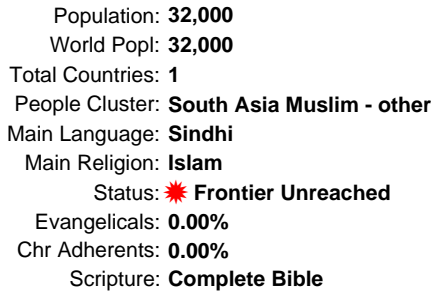 Population: 32,000
World Popl: 32,000
Total Countries: 1
People Cluster: South Asia Muslim - other
Main Language: Sindhi
Main Religion: Islam
Status: Frontier Unreached
Evangelicals: 0.00%
Chr Adherents: 0.00%
Scripture: Complete Bible